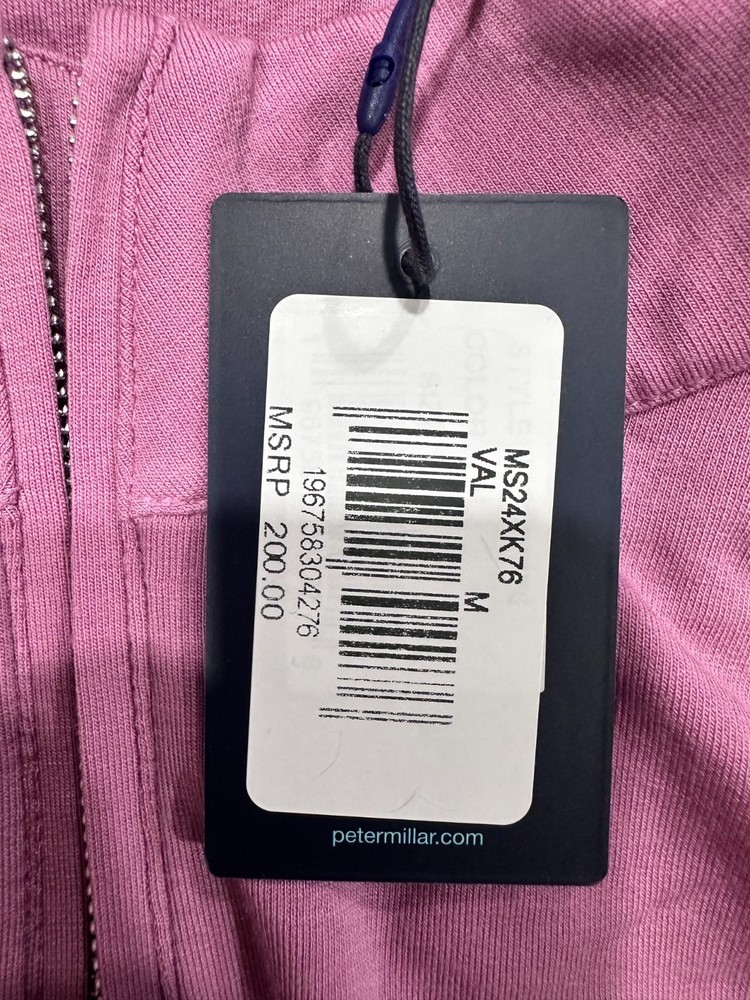 MS24XK76
VAL M
196758304276
MSRP 200.00
petermillar.com